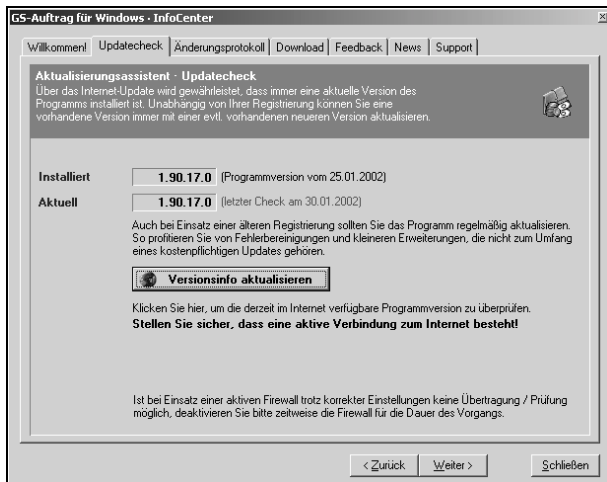 GS-Auftrag für Windows · InfoCenter
Willkommen! Updatecheck Änderungsprotokoll Download Feedback News Support
Aktualisierungsassistent · Updatecheck
Über das Internet-Update wird gewährleistet, dass immer eine aktuelle Version des
Programms installiert ist. Unabhängig von Ihrer Registrierung können Sie eine
vorhandene Version immer mit einer evtl. vorhandenen neueren Version aktualisieren.
Installiert 1.90.17.0 (Programmversion vom 25.01.2002)
Aktuell 1.90.17.0 (letzter Check am 30.01.2002)
Auch bei Einsatz einer älteren Registrierung sollten Sie das Programm regelmäßig aktualisieren.
So profitieren Sie von Fehlerbereinigungen und kleineren Erweiterungen, die nicht zum Umfang
eines kostenpflichtigen Updates gehören.
Versionsinfo aktualisieren
Klicken Sie hier, um die derzeit im Internet verfügbare Programmversion zu überprüfen.
Stellen Sie sicher, dass eine aktive Verbindung zum Internet besteht!
Ist bei Einsatz einer aktiven Firewall trotz korrekter Einstellungen keine Übertragung / Prüfung
möglich, deaktivieren Sie bitte zeitweise die Firewall für die Dauer des Vorgangs.
< Zurück Weiter > Schließen